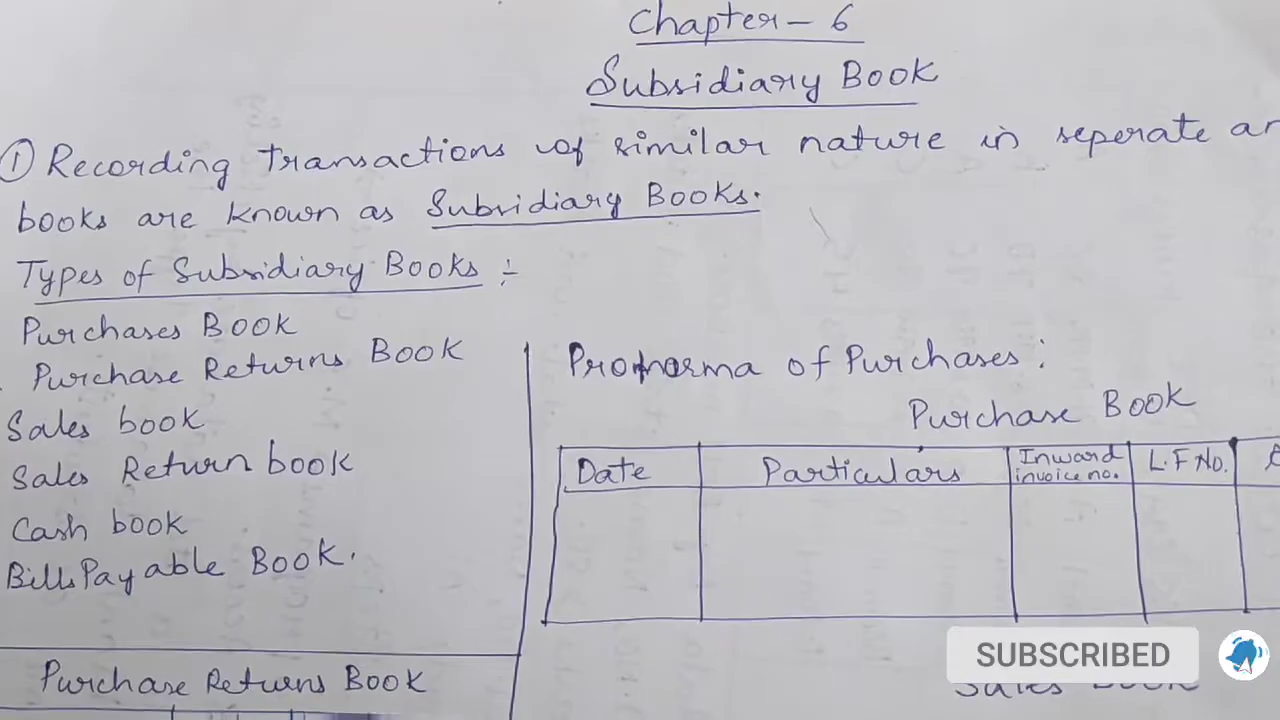 Chapter - 6
Subsidiary Book
① Recording transactions of similar nature in seperate
books are known as Subsidiary Books.
Types of Subsidiary Books :-
Purchases Book
Purchase Returns Book
Sales book
Sales Return book
Cash book
Bills Payable Book.
Purchase Returns Book
Proforma of Purchases :
Purchase Book
Date Particulars Inward invoice no. L.F No.
SUBSCRIBED
Sales Book